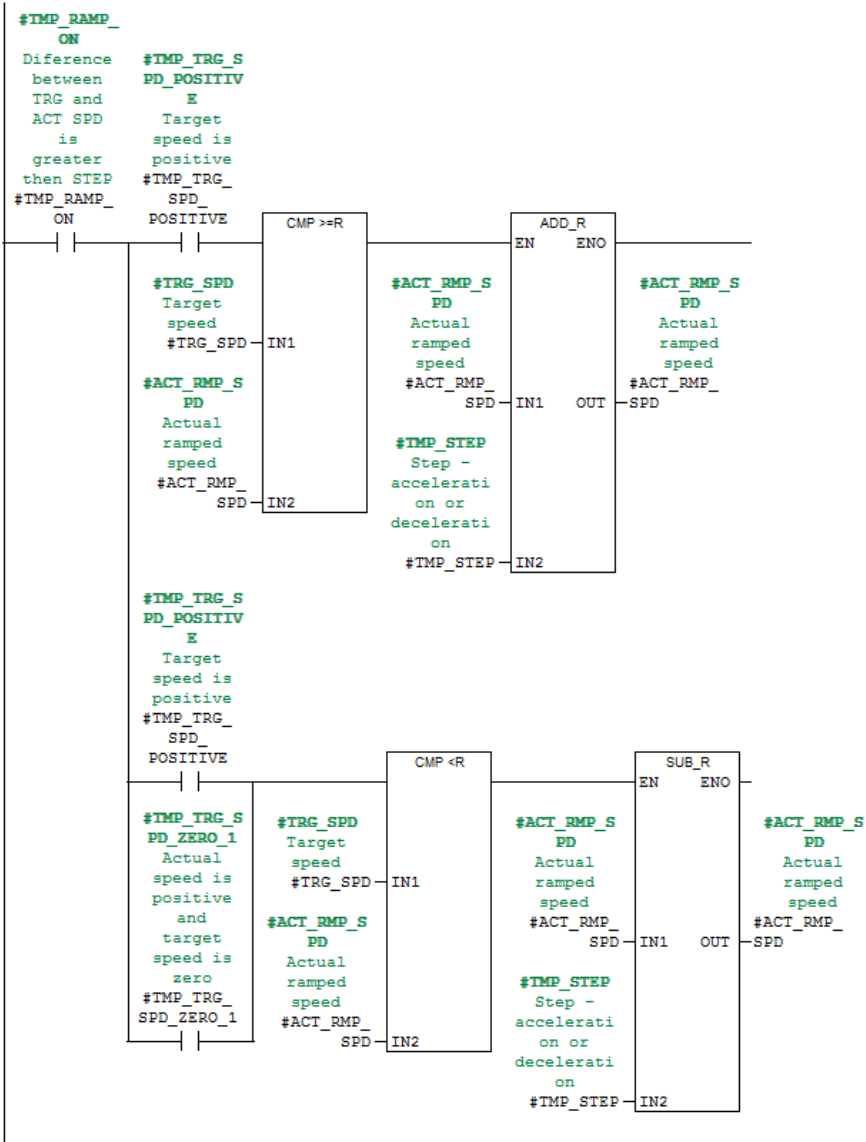 #TMP_RAMP_
ON
Diference
between
TRG and
ACT SPD
is
greater
then STEP
#TMP_RAMP_
ON
#TMP_TRG_S
PD_POSITIV
E
Target
speed is
positive
#TMP_TRG_
SPD_
POSITIVE
CMP >=R
#TRG_SPD
Target
speed
#TRG_SPD
IN1
#ACT_RMP_S
PD
Actual
ramped
speed
#ACT_RMP_
SPD
IN2
ADD_R
EN ENO
#ACT_RMP_S
PD
Actual
ramped
speed
#ACT_RMP_
SPD
IN1 OUT
#TMP_STEP
Step -
accelerati
on or
decelerati
on
#TMP_STEP
IN2
#ACT_RMP_S
PD
Actual
ramped
speed
#ACT_RMP_
SPD
#TMP_TRG_S
PD_POSITIV
E
Target
speed is
positive
#TMP_TRG_
SPD_
POSITIVE
#TMP_TRG_S
PD_ZERO_1
Actual
speed is
positive
and
target
speed is
zero
#TMP_TRG_
SPD_ZERO_1
CMP <R
#TRG_SPD
Target
speed
#TRG_SPD
IN1
#ACT_RMP_S
PD
Actual
ramped
speed
#ACT_RMP_
SPD
IN2
SUB_R
EN ENO
#ACT_RMP_S
PD
Actual
ramped
speed
#ACT_RMP_
SPD
IN1 OUT
#TMP_STEP
Step -
accelerati
on or
decelerati
on
#TMP_STEP
IN2
#ACT_RMP_S
PD
Actual
ramped
speed
#ACT_RMP_
SPD